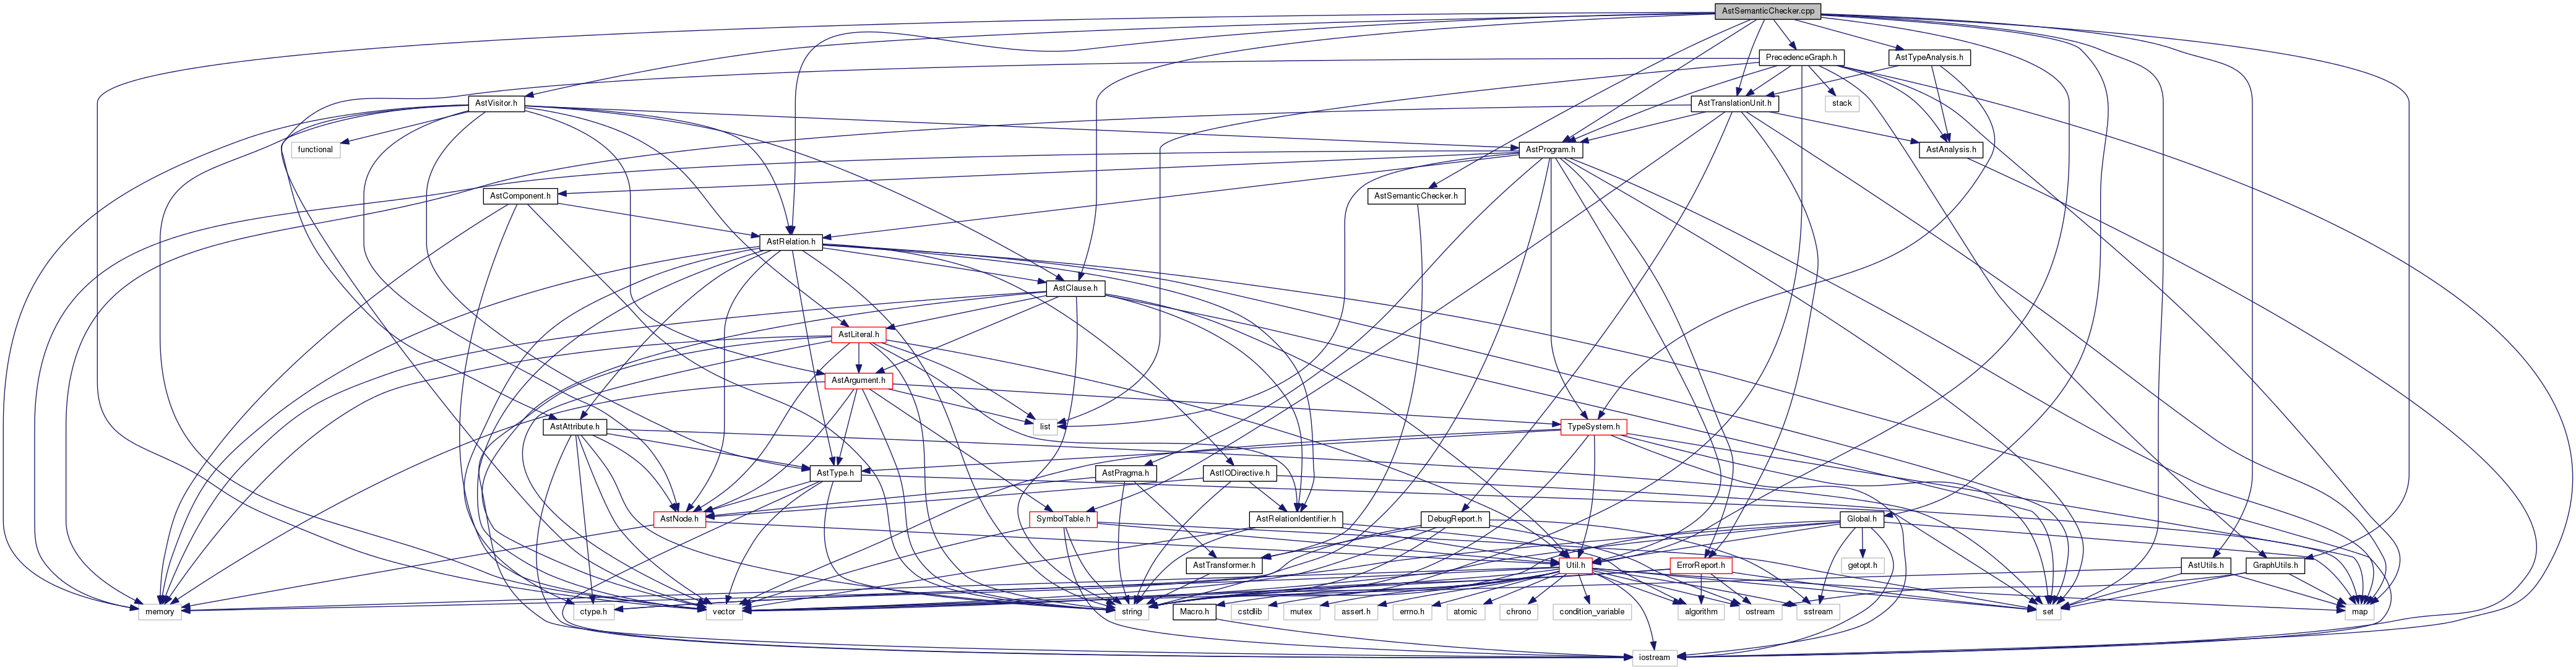 AstSemanticChecker.cpp
PrecedenceGraph.h
AstTypeAnalysis.h
AstVisitor.h
AstTranslationUnit.h
stack
functional
AstProgram.h
AstAnalysis.h
AstComponent.h
AstSemanticChecker.h
AstRelation.h
AstClause.h
AstLiteral.h
AstArgument.h
AstAttribute.h
list
TypeSystem.h
AstType.h
AstPragma.h
AstIODirective.h
AstNode.h
SymbolTable.h
AstRelationIdentifier.h
DebugReport.h
Global.h
AstTransformer.h
Util.h
ErrorReport.h
getopt.h
AstUtils.h
GraphUtils.h
memory
ctype.h
vector
string
Macro.h
cstdlib
mutex
assert.h
errno.h
atomic
chrono
condition_variable
algorithm
ostream
sstream
set
map
iostream